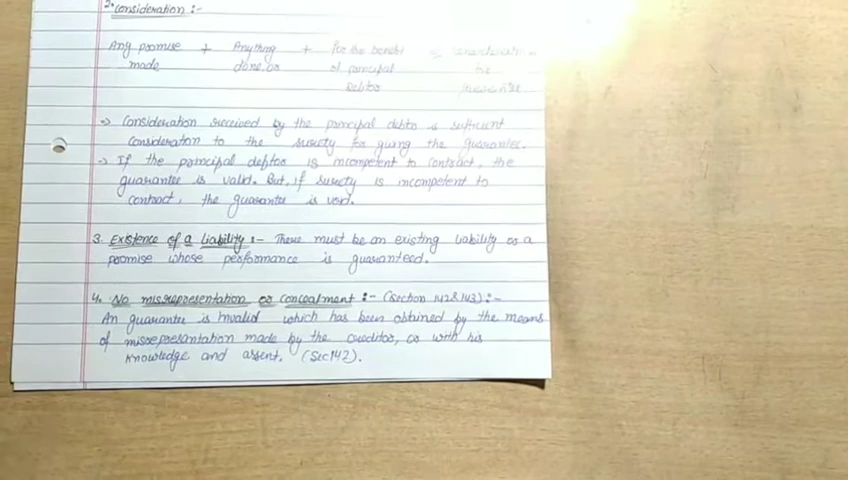 2. Consideration :-
Any promise + Anything + for the benefit =
made done or of principal
Debtor
→ Consideration received by the principal debto is sufficient
consideration to the surety for giving the guarantee.
→ If the principal debtor is incompetent to contract, the
guarantee is valid. But, if surety is incompetent to
contract, the guarantee is void.
3. Existence of a liability :- There must be an existing liability or a
promise whose performance is guaranteed.
4. No misrepresentation or concealment :- (Section 142 & 143) :-
An guarantee is invalid which has been obtained by the means
of misrepresantation made by the creditor, or with his
knowledge and assent. (Sec 142).